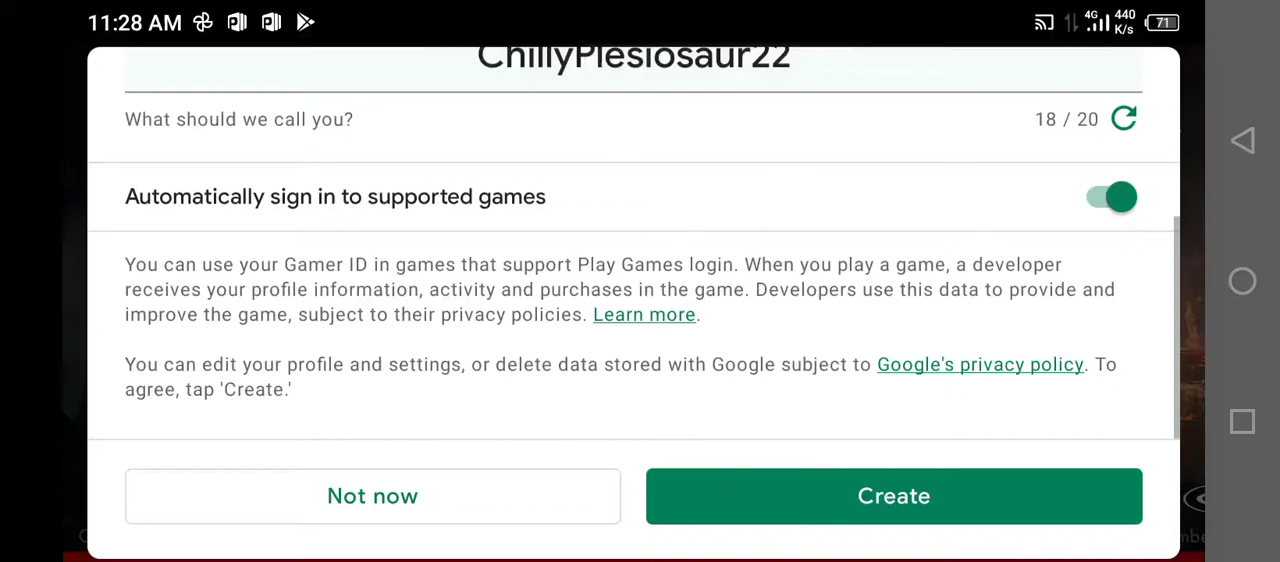 11:28 AM
4G 440 K/s 71
ChillyPlesiosaur22
What should we call you? 18 / 20
Automatically sign in to supported games
You can use your Gamer ID in games that support Play Games login. When you play a game, a developer
receives your profile information, activity and purchases in the game. Developers use this data to provide and
improve the game, subject to their privacy policies. Learn more.
You can edit your profile and settings, or delete data stored with Google subject to Google's privacy policy. To
agree, tap 'Create.'
Not now Create